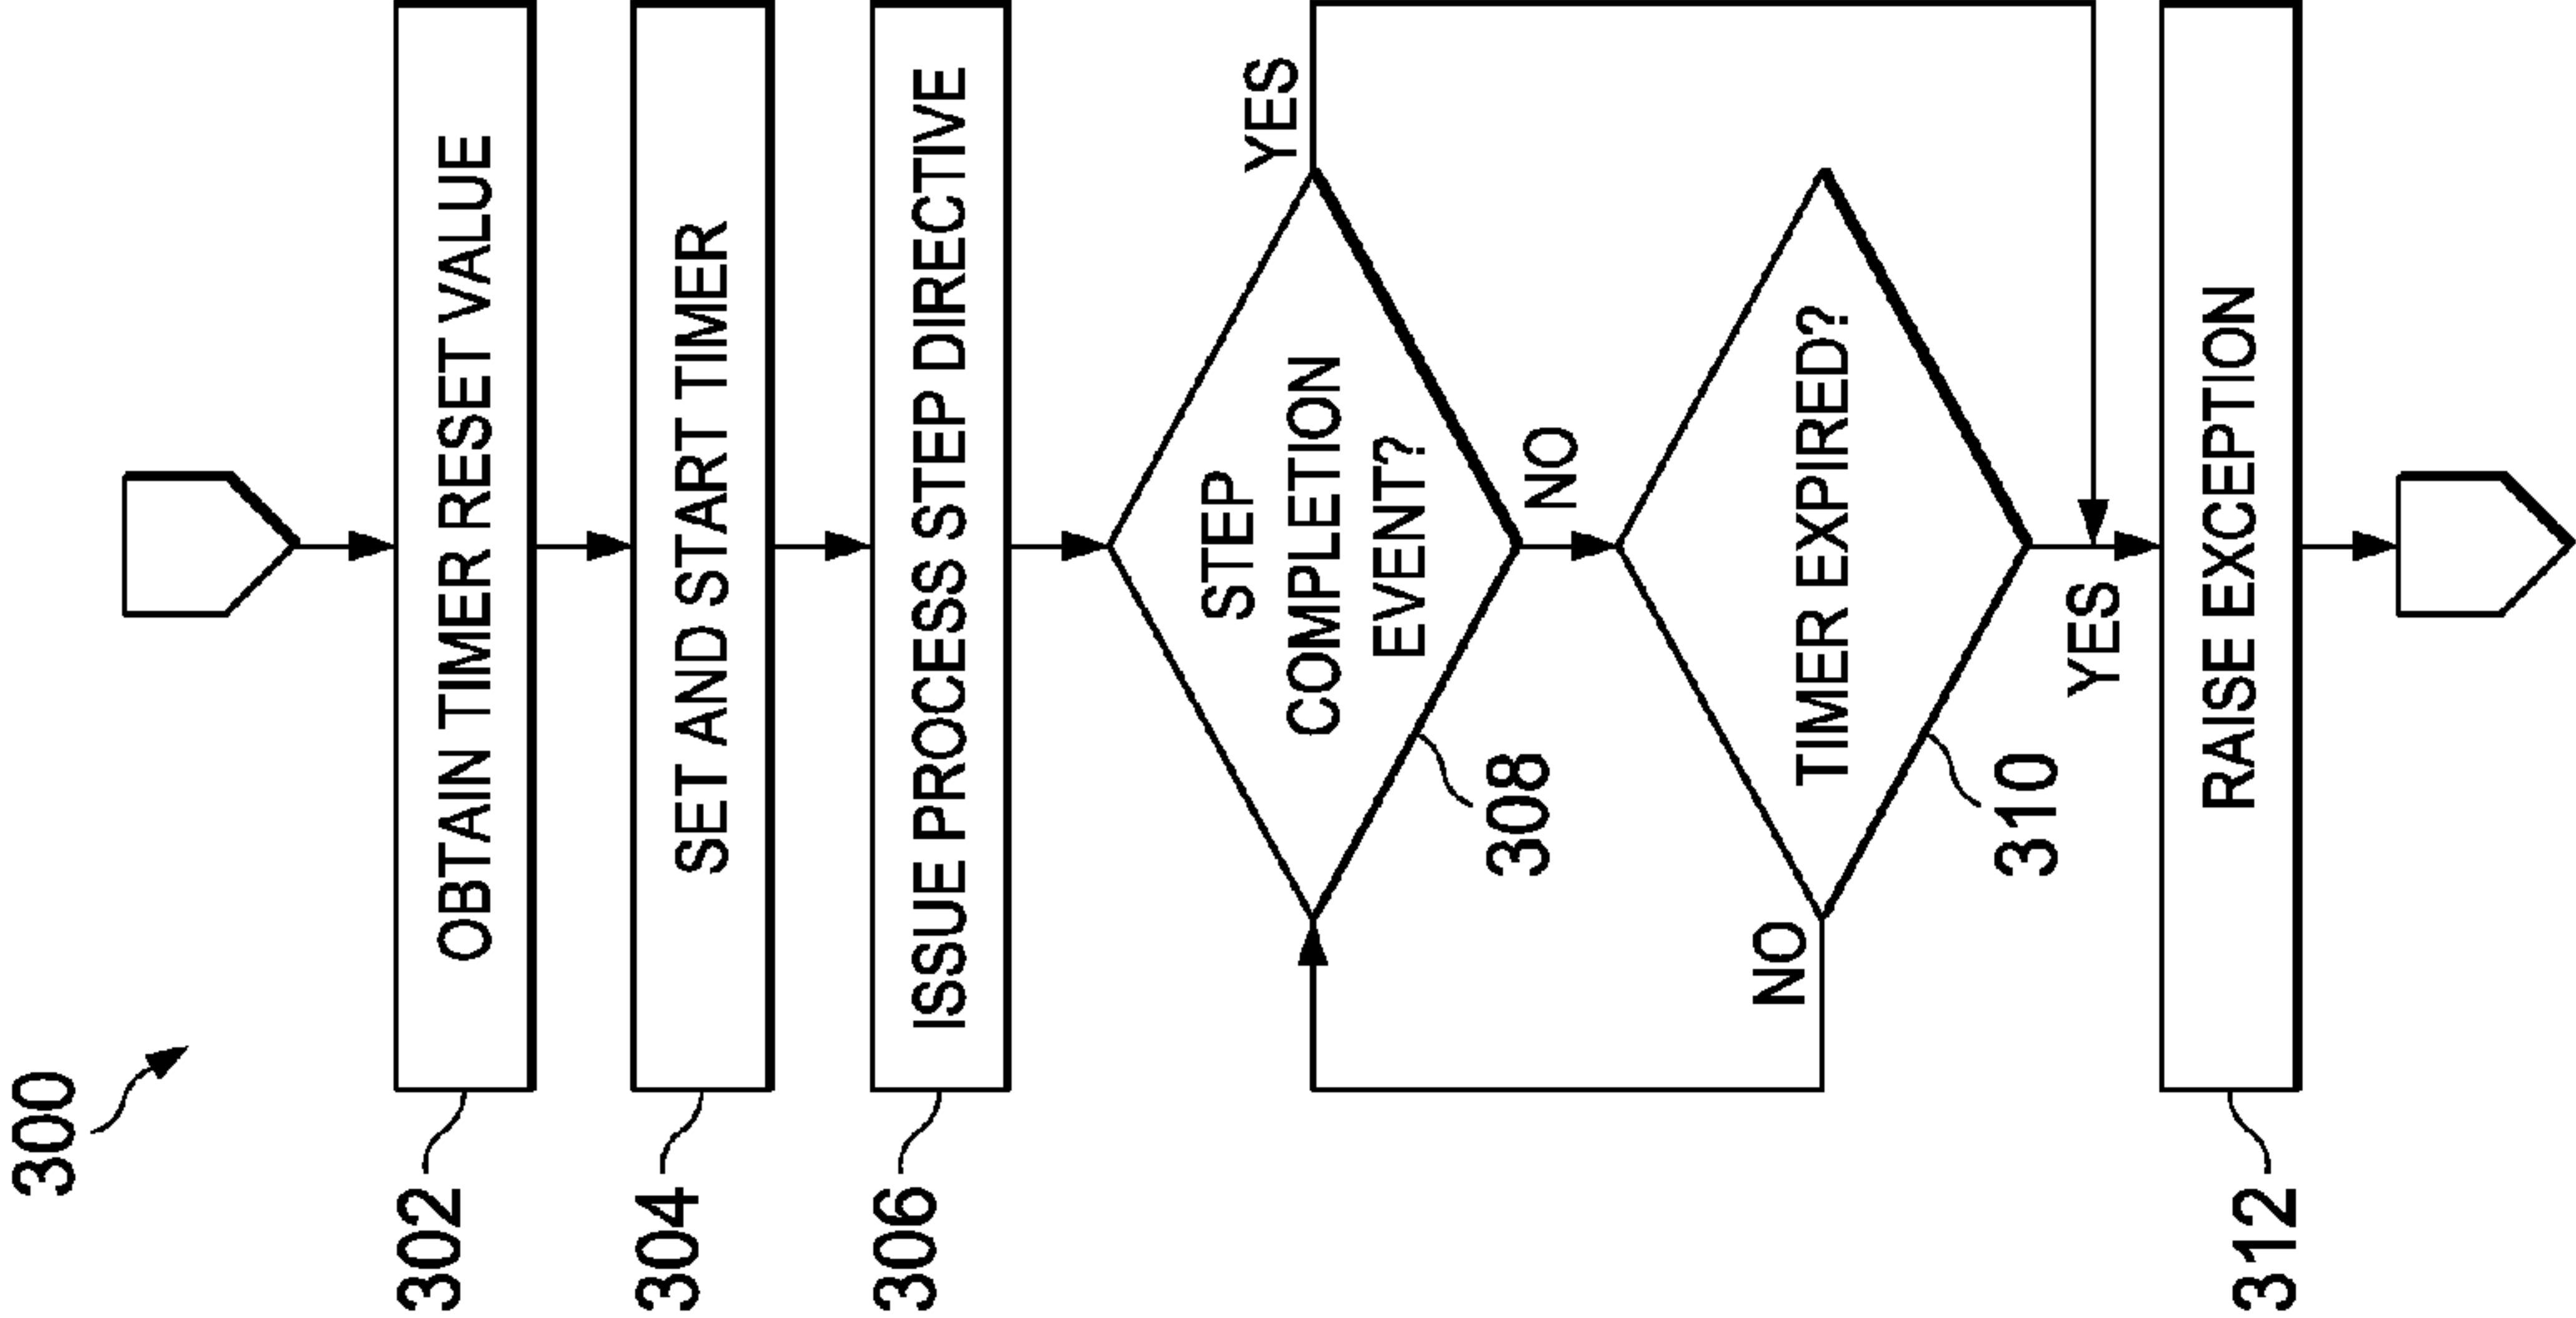 300
302
OBTAIN TIMER RESET VALUE
304
SET AND START TIMER
306
ISSUE PROCESS STEP DIRECTIVE
STEP
COMPLETION
EVENT?
YES
308
NO
TIMER EXPIRED?
NO
310
YES
312
RAISE EXCEPTION